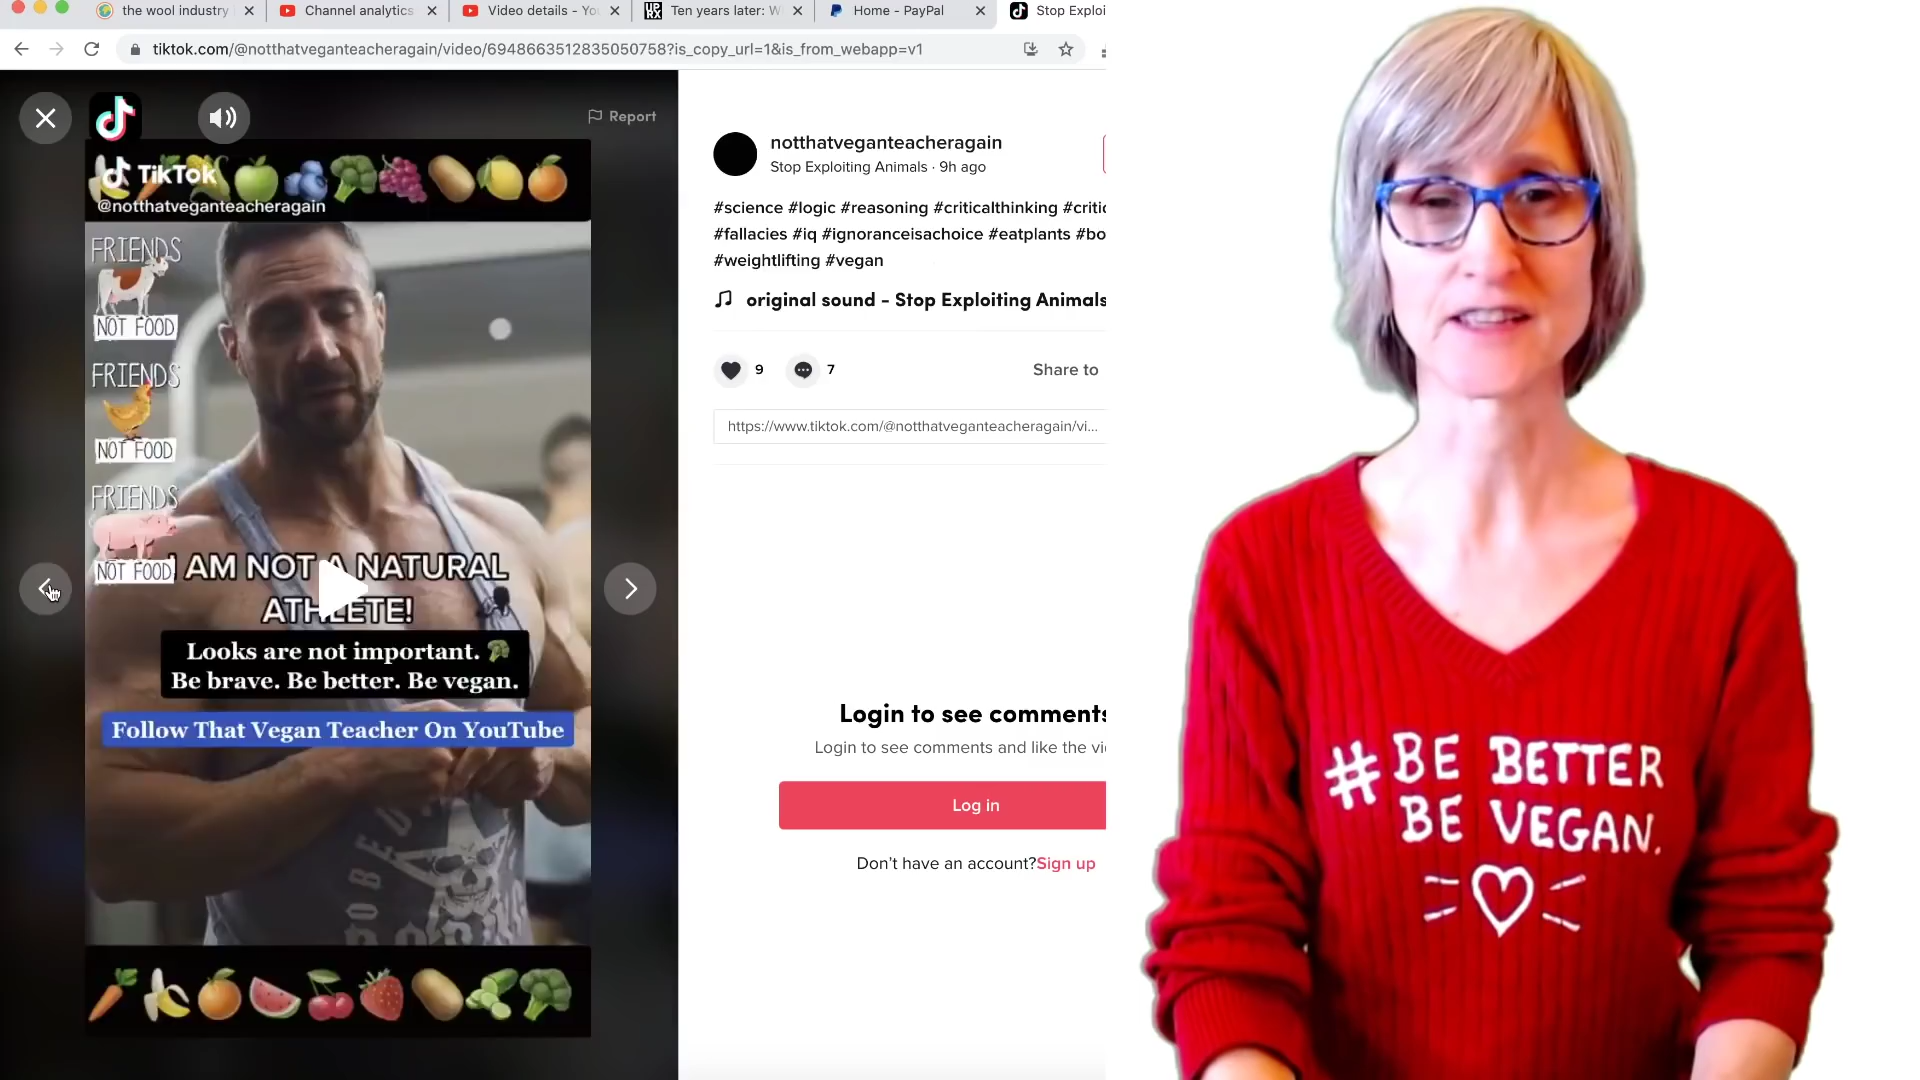 the wool industry
Channel analytics
Video details - Yo
Ten years later: W
Home - PayPal
Stop Exploi
tiktok.com/@notthatveganteacheragain/video/6948663512835050758?is_copy_url=1&is_from_webapp=v1
Report
TikTok
@notthatveganteacheragain
FRIENDS
NOT FOOD
FRIENDS
NOT FOOD
FRIENDS
NOT FOOD
I AM NOT A NATURAL
ATHLETE!
Looks are not important.
Be brave. Be better. Be vegan.
Follow That Vegan Teacher On YouTube
notthatveganteacheragain
Stop Exploiting Animals · 9h ago
#science #logic #reasoning #criticalthinking #critic
#fallacies #iq #ignoranceisachoice #eatplants #bo
#weightlifting #vegan
original sound - Stop Exploiting Animals
9
7
Share to
https://www.tiktok.com/@notthatveganteacheragain/vi...
Login to see comments
Login to see comments and like the vi
Log in
Don't have an account?Sign up
#BE BETTER
BE VEGAN.